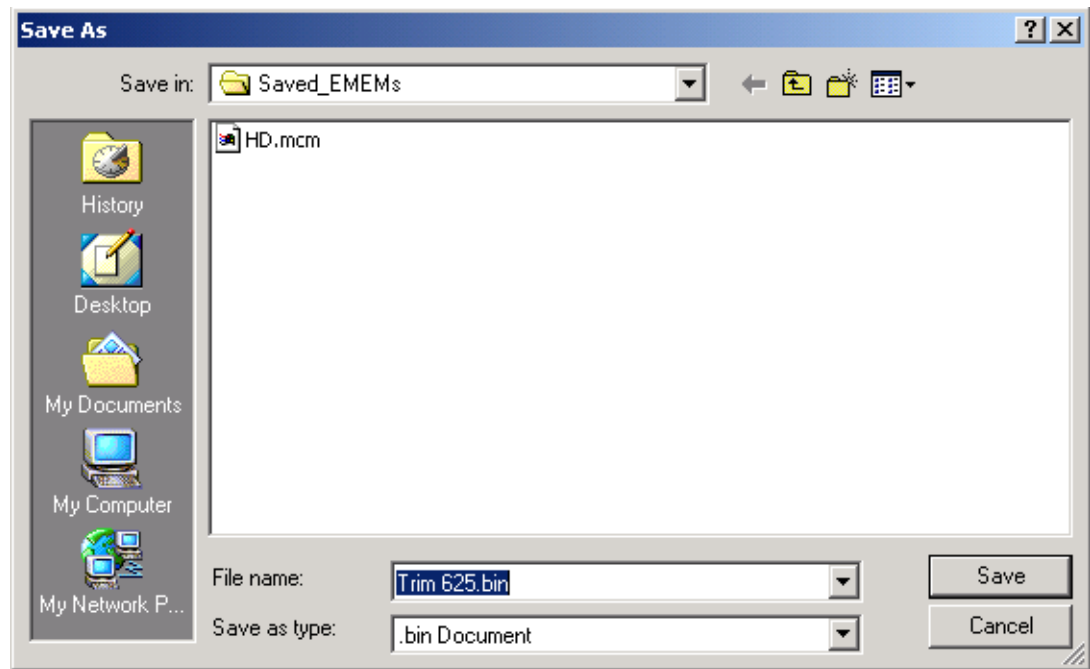 Save As
Save in: Saved_EMEMs
HD.mcm
History
Desktop
My Documents
My Computer
My Network P...
File name: Trim 625.bin Save
Save as type: .bin Document Cancel